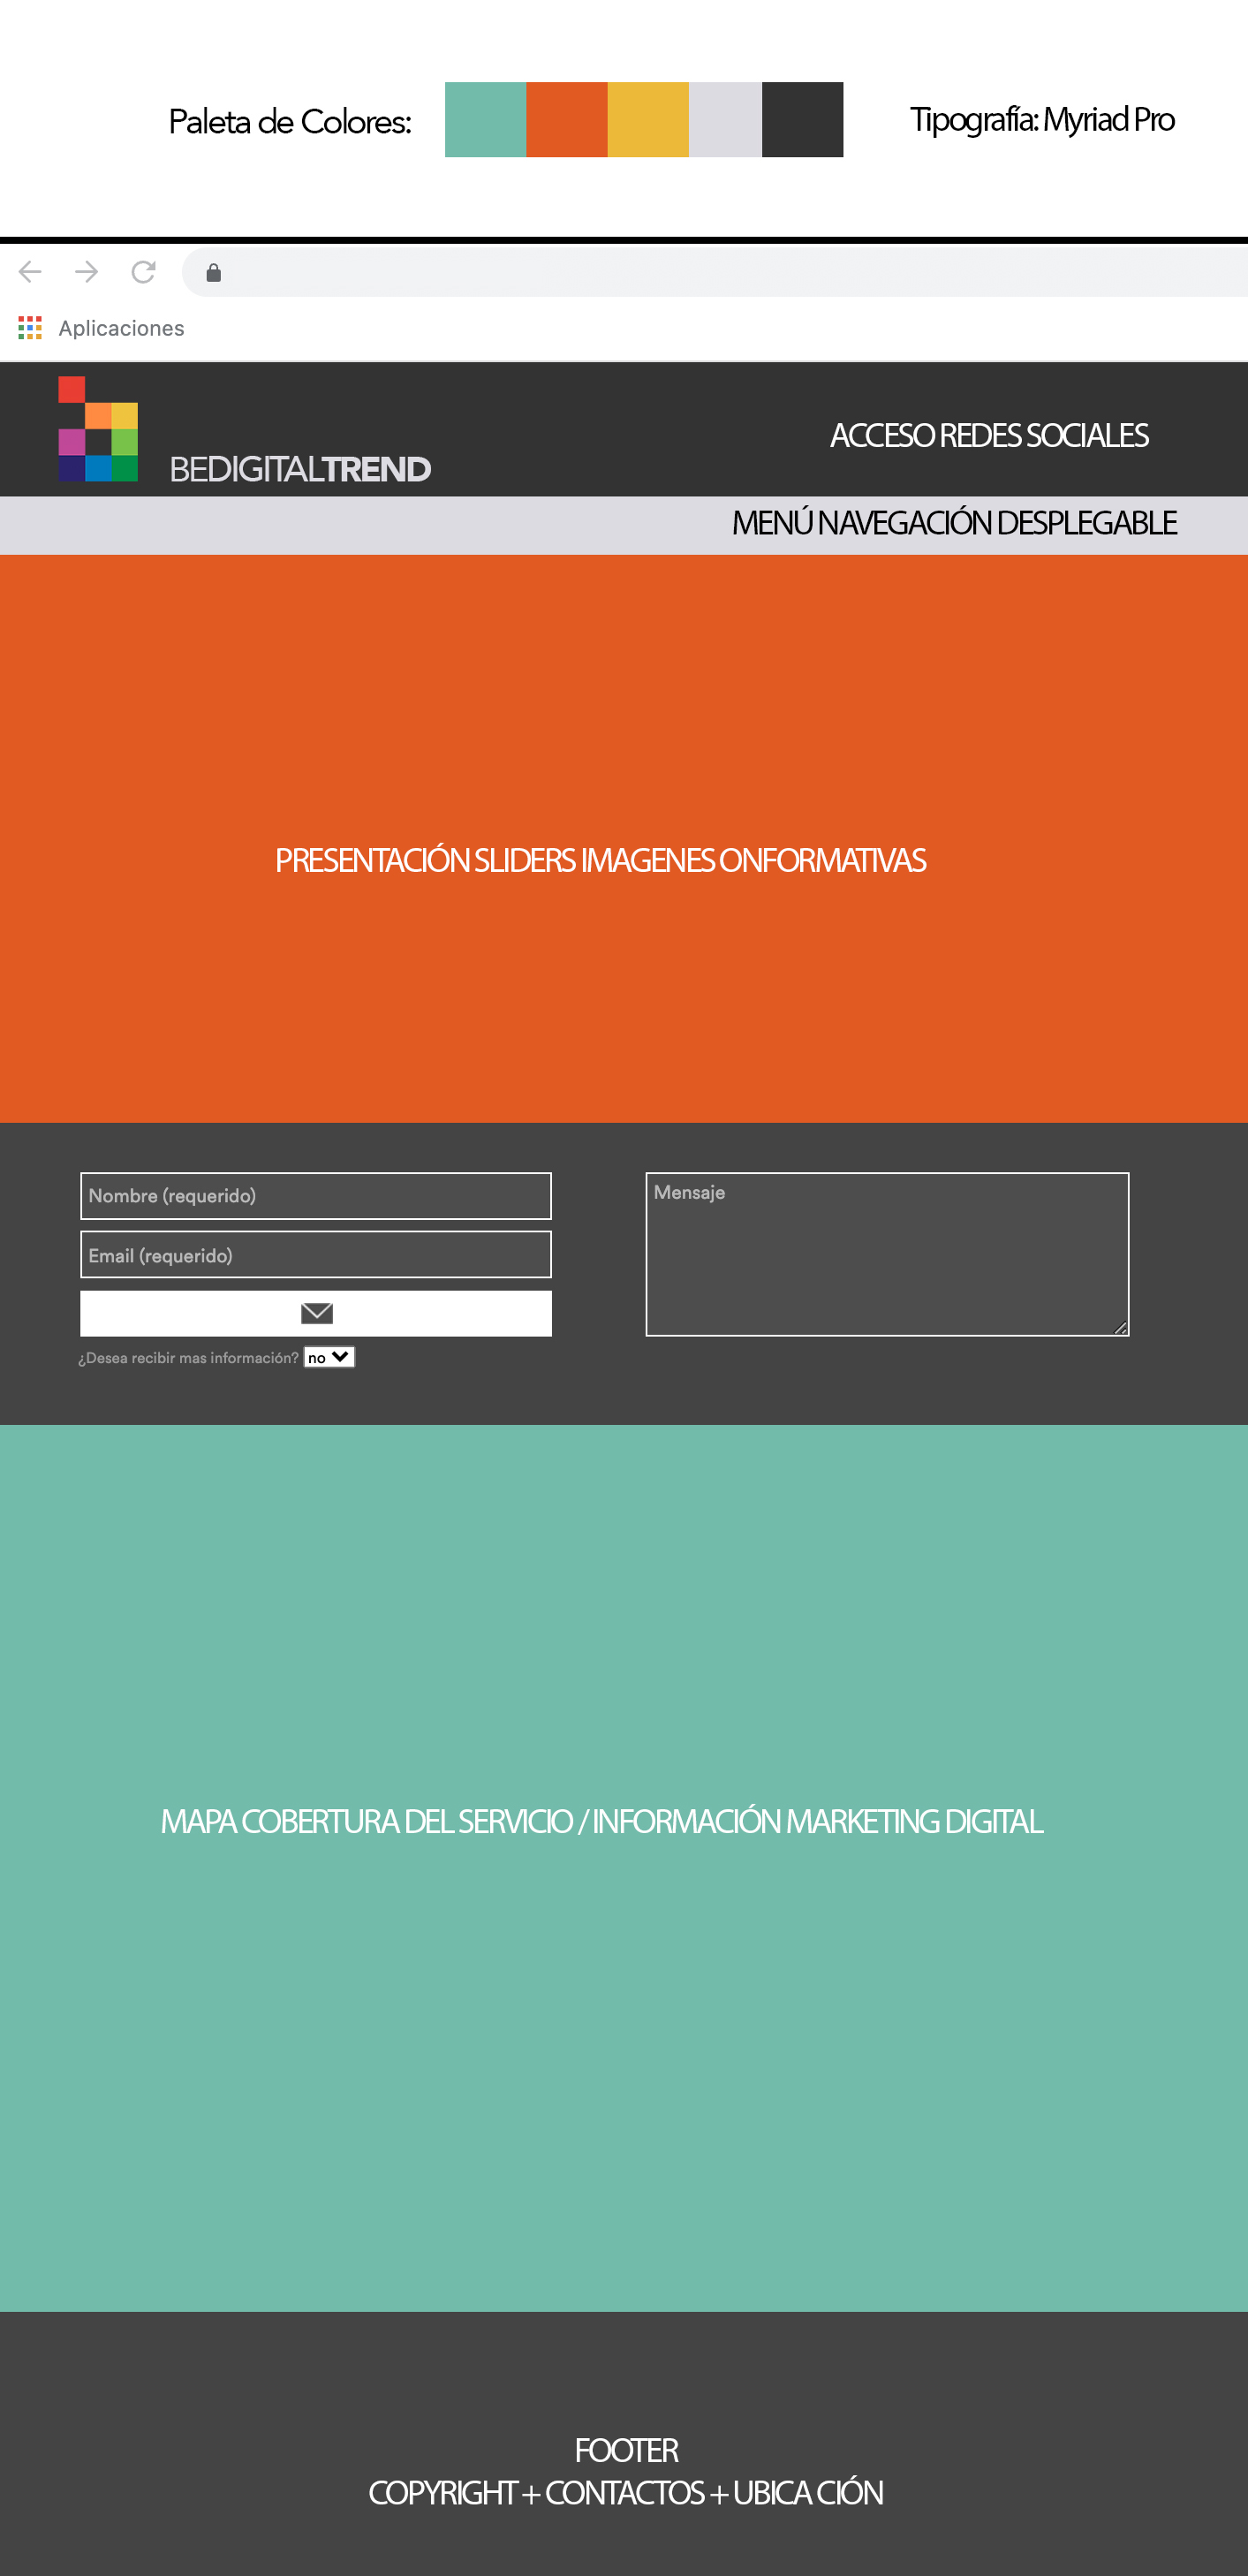 Paleta de Colores:
Tipografía: Myriad Pro
Aplicaciones
BEDIGITALTREND
ACCESO REDES SOCIALES
MENÚ NAVEGACIÓN DESPLEGABLE
PRESENTACIÓN SLIDERS IMAGENES ONFORMATIVAS
Nombre (requerido)
Mensaje
Email (requerido)
¿Desea recibir mas información? no
MAPA COBERTURA DEL SERVICIO / INFORMACIÓN MARKETING DIGITAL
FOOTER
COPYRIGHT + CONTACTOS + UBICA CIÓN